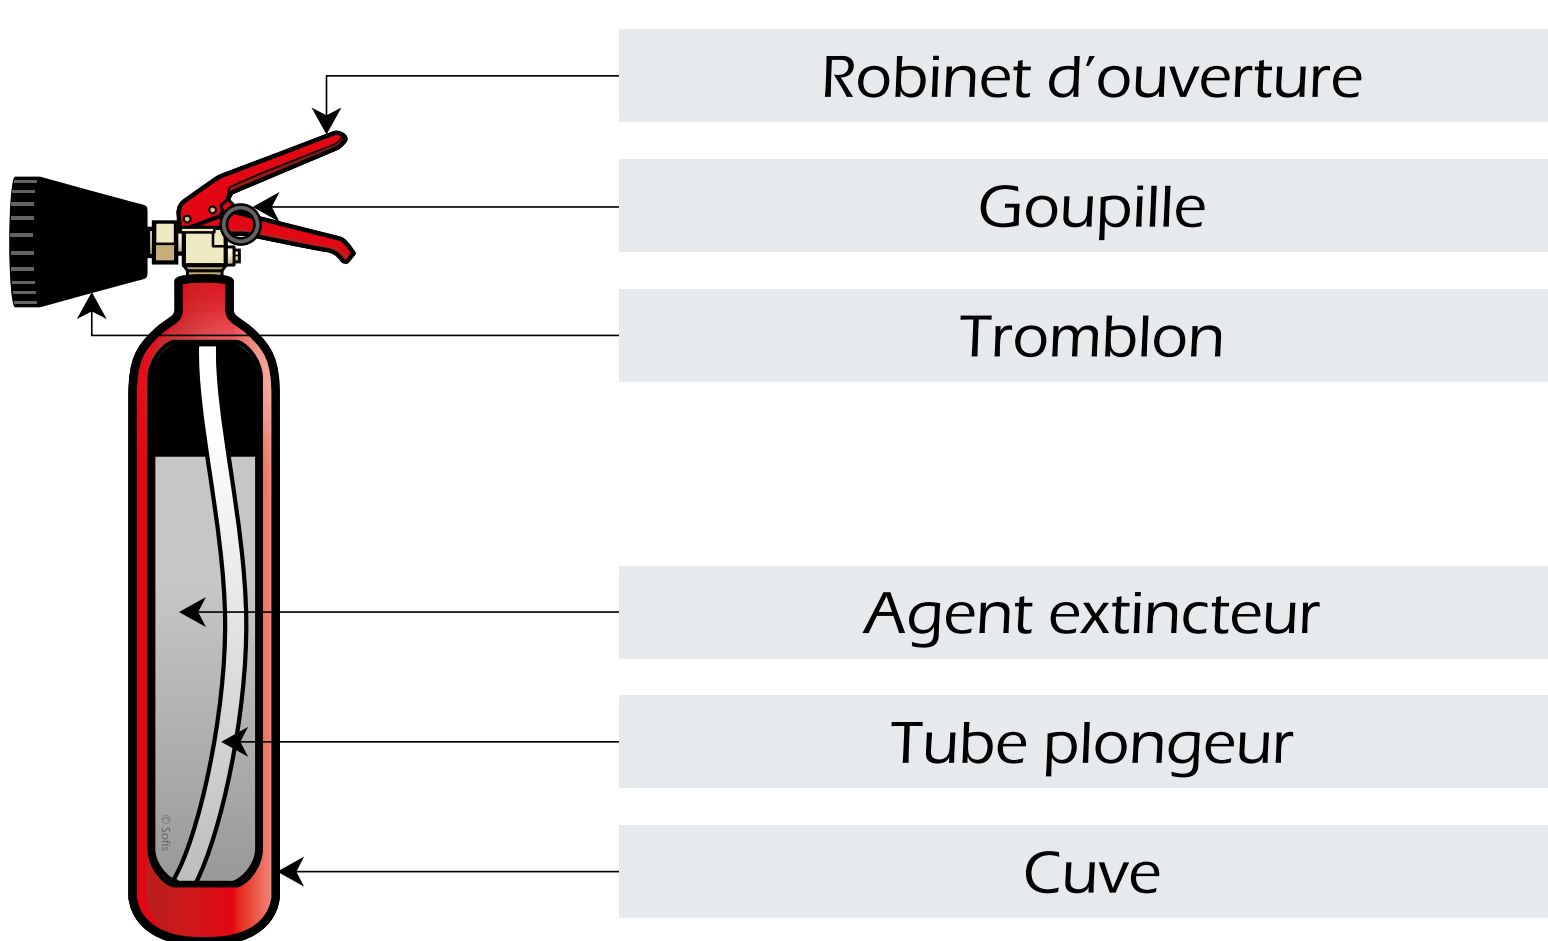 Robinet d’ouverture
Goupille
Tromblon
Agent extincteur
Tube plongeur
© Sofis
Cuve